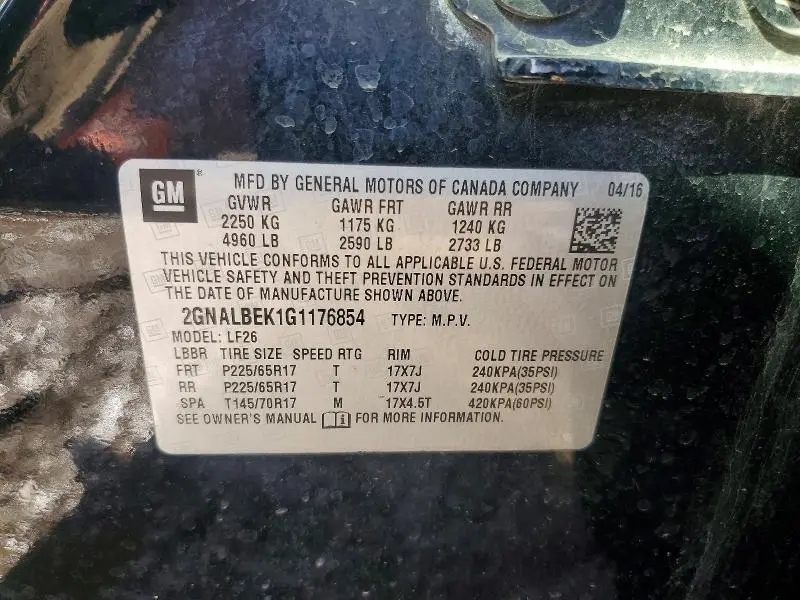 GM® MFD BY GENERAL MOTORS OF CANADA COMPANY 04/16
GVWR GAWR FRT GAWR RR
2250 KG 1175 KG 1240 KG
4960 LB 2590 LB 2733 LB
THIS VEHICLE CONFORMS TO ALL APPLICABLE U.S. FEDERAL MOTOR
VEHICLE SAFETY AND THEFT PREVENTION STANDARDS IN EFFECT ON
THE DATE OF MANUFACTURE SHOWN ABOVE.
2GNALBEK1G1176854 TYPE: M.P.V.
MODEL: LF26
LBBR TIRE SIZE SPEED RTG RIM COLD TIRE PRESSURE
FRT P225/65R17 T 17X7J 240KPA(35PSI)
RR P225/65R17 T 17X7J 240KPA(35PSI)
SPA T145/70R17 M 17X4.5T 420KPA(60PSI)
SEE OWNER'S MANUAL i FOR MORE INFORMATION.